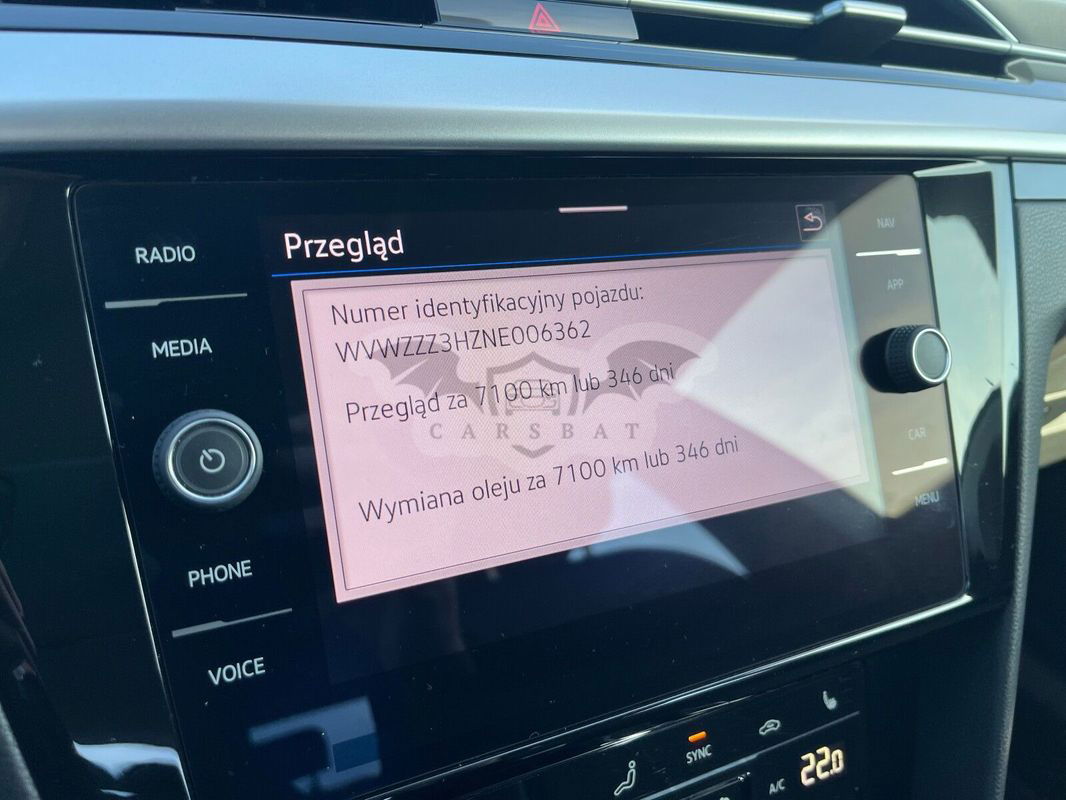 RADIO
MEDIA
PHONE
VOICE
Przegląd
Numer identyfikacyjny pojazdu:
WVWZZZ3HZNE006362
Przegląd za 7100 km lub 346 dni
CARSBAT
Wymiana oleju za 7100 km lub 346 dni
NAV
APP
CAR
MENU
SYNC
A/C
22.0